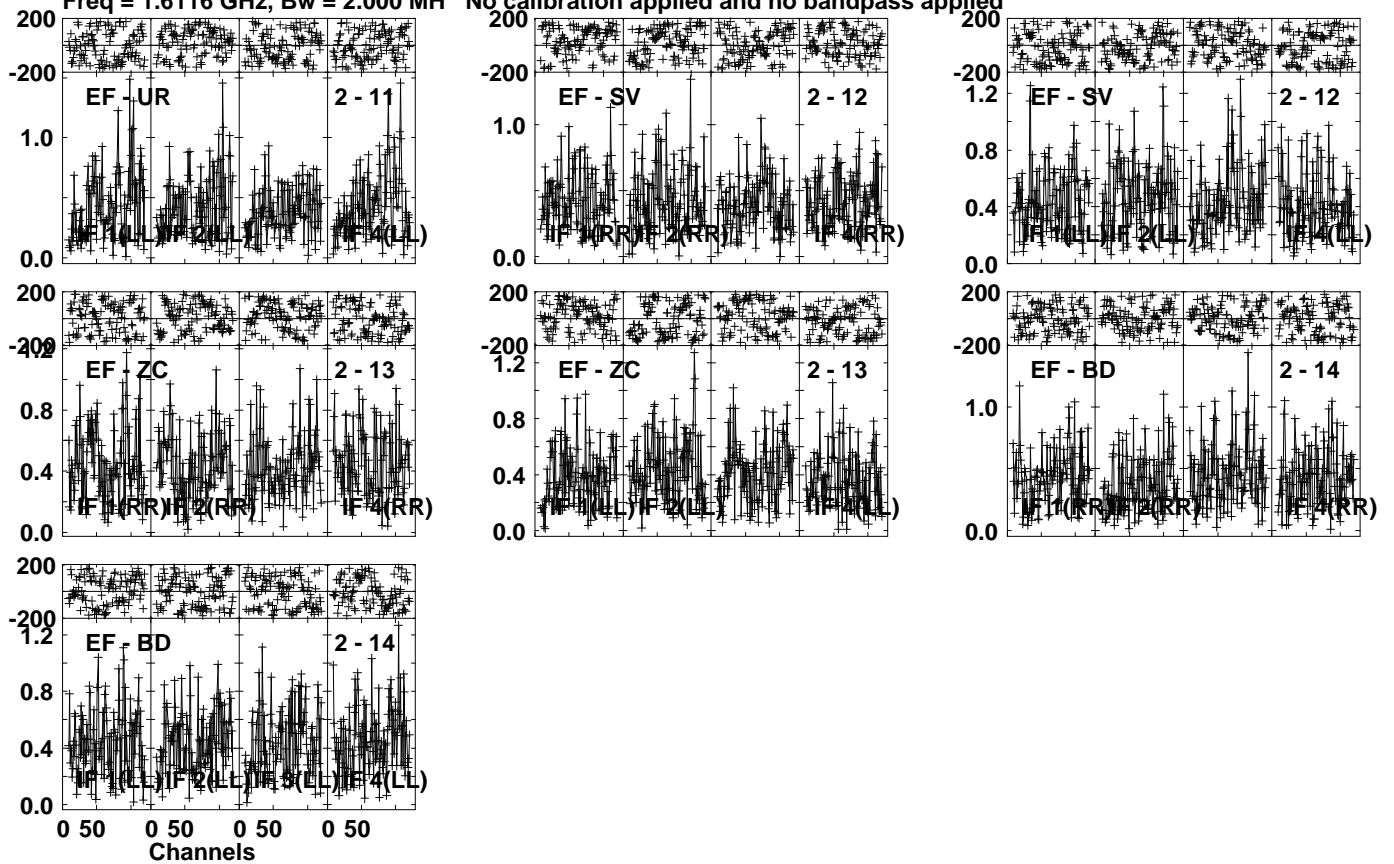 Freq = 1.6116 GHz, Bw = 2.000 MH No calibration applied and no bandpass applied
200 200 200
-200 -200 -200
EF - UR 2 - 11 EF - SV 2 - 12 EF - SV 2 - 12
1.2
1.0 1.0
0.8
0.4
IF 1(LL) IF 2(LL) IF 4(LL) IF 1(RR) IF 2(RR) IF 4(RR) IF 1(LL) IF 2(LL) IF 4(LL)
0.0 0.0 0.0
200 200 200
-200 -200 -200
1.2 1.2
EF - ZC 2 - 13 EF - ZC 2 - 13 EF - BD 2 - 14
1.0
0.8 0.8
0.4 0.4
IF 1(RR) IF 2(RR) IF 4(RR) IF 1(LL) IF 2(LL) IF 4(LL) IF 1(RR) IF 2(RR) IF 4(RR)
0.0 0.0 0.0
200
-200
1.2
EF - BD 2 - 14
0.8
0.4
IF 1(LL) IF 2(LL) IF 3(LL) IF 4(LL)
0.0
0 50 0 50 0 50 0 50
Channels